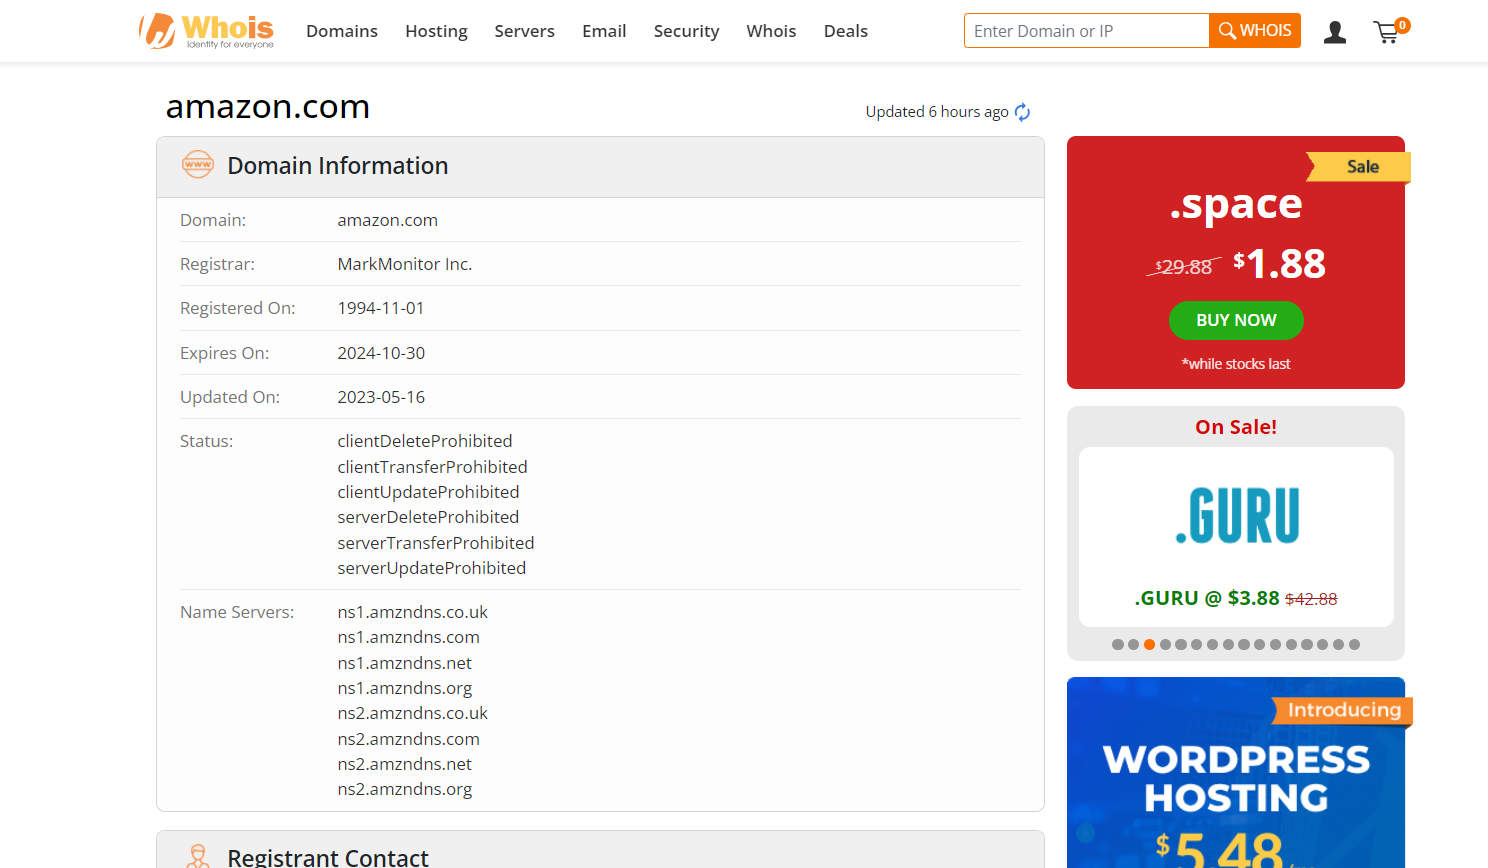 Whois
Identity for everyone
Domains Hosting Servers Email Security Whois Deals
Enter Domain or IP
WHOIS
0
amazon.com
Updated 6 hours ago
www
Domain Information
Domain: amazon.com
Registrar: MarkMonitor Inc.
Registered On: 1994-11-01
Expires On: 2024-10-30
Updated On: 2023-05-16
Status: clientDeleteProhibited
clientTransferProhibited
clientUpdateProhibited
serverDeleteProhibited
serverTransferProhibited
serverUpdateProhibited
Name Servers: ns1.amzndns.co.uk
ns1.amzndns.com
ns1.amzndns.net
ns1.amzndns.org
ns2.amzndns.co.uk
ns2.amzndns.com
ns2.amzndns.net
ns2.amzndns.org
Registrant Contact
Sale
.space
$29.88 $1.88
BUY NOW
*while stocks last
On Sale!
.GURU
.GURU @ $3.88 $42.88
Introducing
WORDPRESS
HOSTING
$5.48